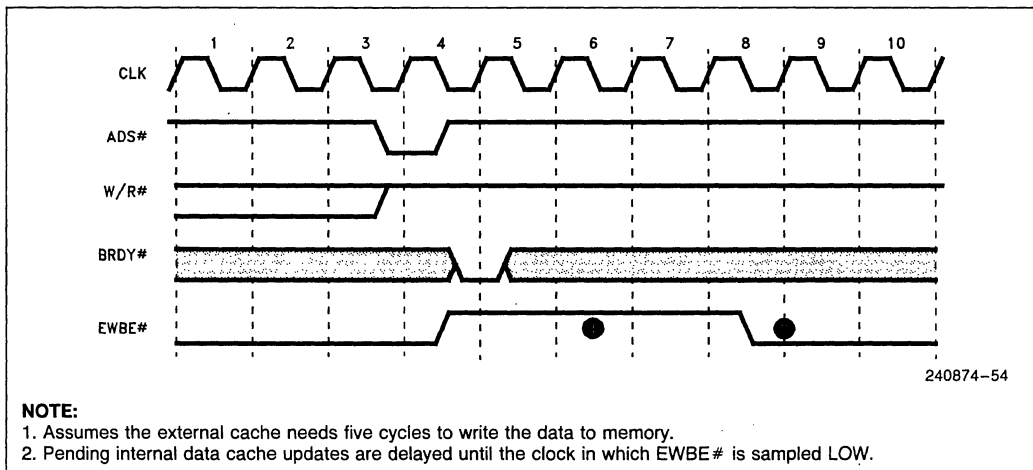 1 2 3 4 5 6 7 8 9 10
CLK
ADS#
W/R#
BRDY#
EWBE#
240874-54
NOTE:
1. Assumes the external cache needs five cycles to write the data to memory.
2. Pending internal data cache updates are delayed until the clock in which EWBE# is sampled LOW.